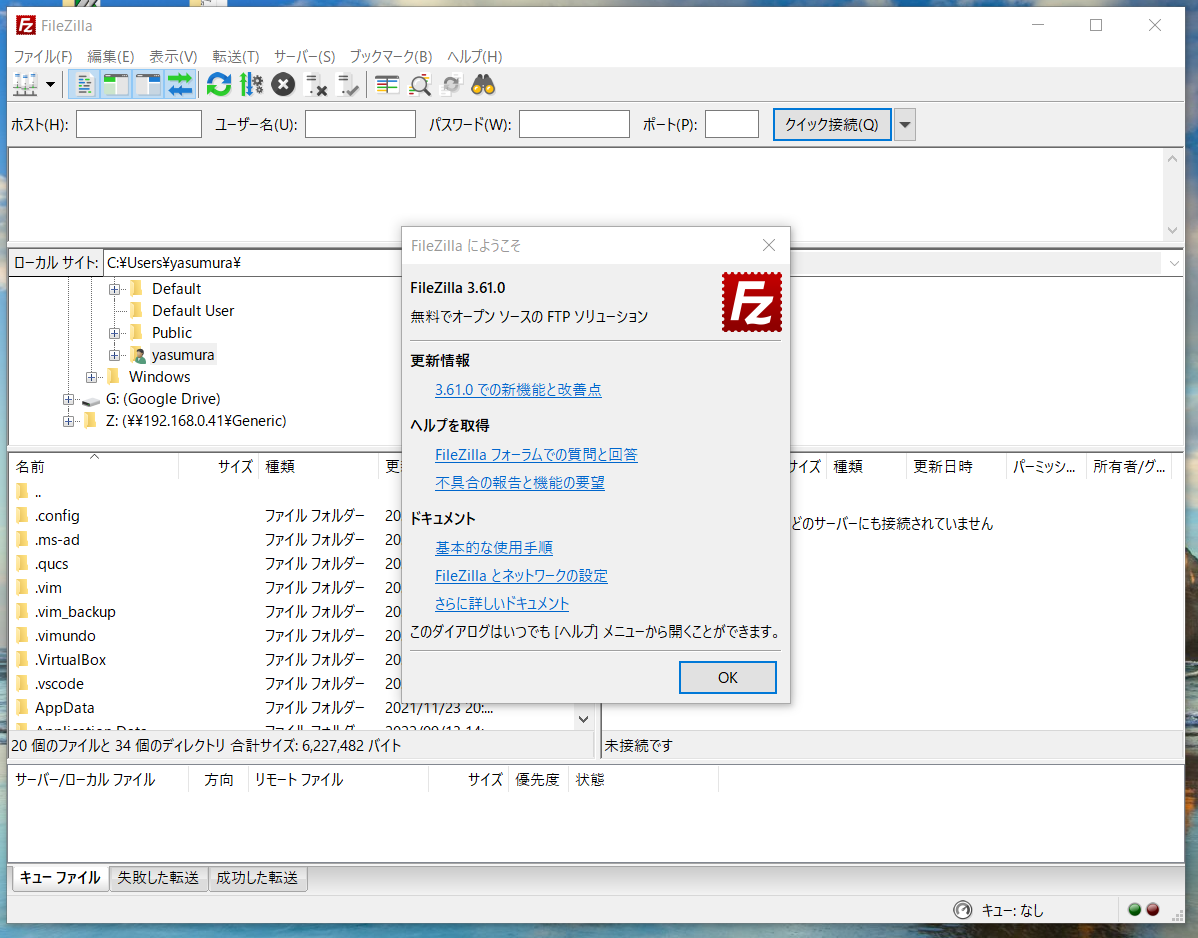 FileZilla
ファイル(F) 編集(E) 表示(V) 転送(T) サーバー(S) ブックマーク(B) ヘルプ(H)
ホスト(H): ユーザー名(U): パスワード(W): ポート(P): クイック接続(Q)
ローカル サイト: C:¥Users¥yasumura¥
Default
Default User
Public
yasumura
Windows
G: (Google Drive)
Z: (¥¥192.168.0.41¥Generic)
名前 サイズ 種類
..
.config ファイル フォルダー 20
.ms-ad ファイル フォルダー 20
.qucs ファイル フォルダー 20
.vim ファイル フォルダー 20
.vim_backup ファイル フォルダー 20
.vimundo ファイル フォルダー 20
.VirtualBox ファイル フォルダー 20
.vscode ファイル フォルダー 20
AppData ファイル フォルダー 2021/11/23 20:...
20 個のファイルと 34 個のディレクトリ 合計サイズ: 6,227,482 バイト
FileZilla にようこそ
FileZilla 3.61.0
無料でオープン ソースの FTP ソリューション
Fz
更新情報
3.61.0 での新機能と改善点
ヘルプを取得
FileZilla フォーラムでの質問と回答
不具合の報告と機能の要望
ドキュメント
基本的な使用手順
FileZilla とネットワークの設定
さらに詳しいドキュメント
このダイアログはいつでも [ヘルプ] メニューから開くことができます。
OK
サイズ 種類 更新日時 パーミッシ... 所有者/グ...
どのサーバーにも接続されていません
未接続です
サーバー/ローカル ファイル 方向 リモート ファイル サイズ 優先度 状態
キュー ファイル 失敗した転送 成功した転送
キュー: なし